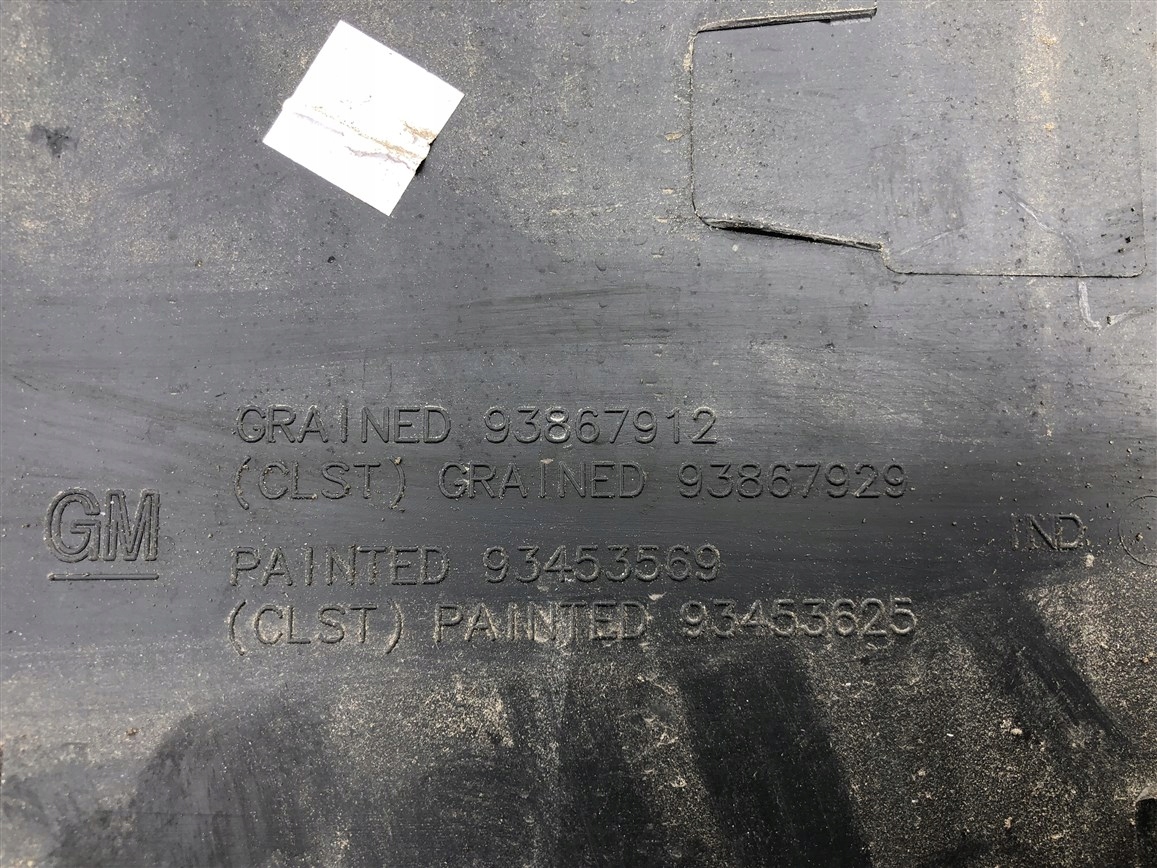 GRAINED 93867912
(CLST) GRAINED 93867929
GM
PAINTED 93453569
(CLST) PAINTED 93453625
IND